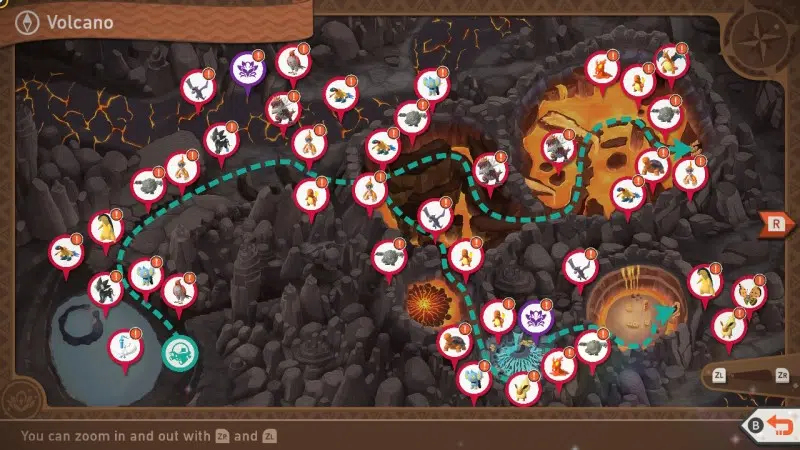 Volcano
R
ZL ZR
You can zoom in and out with ZR and ZL
B